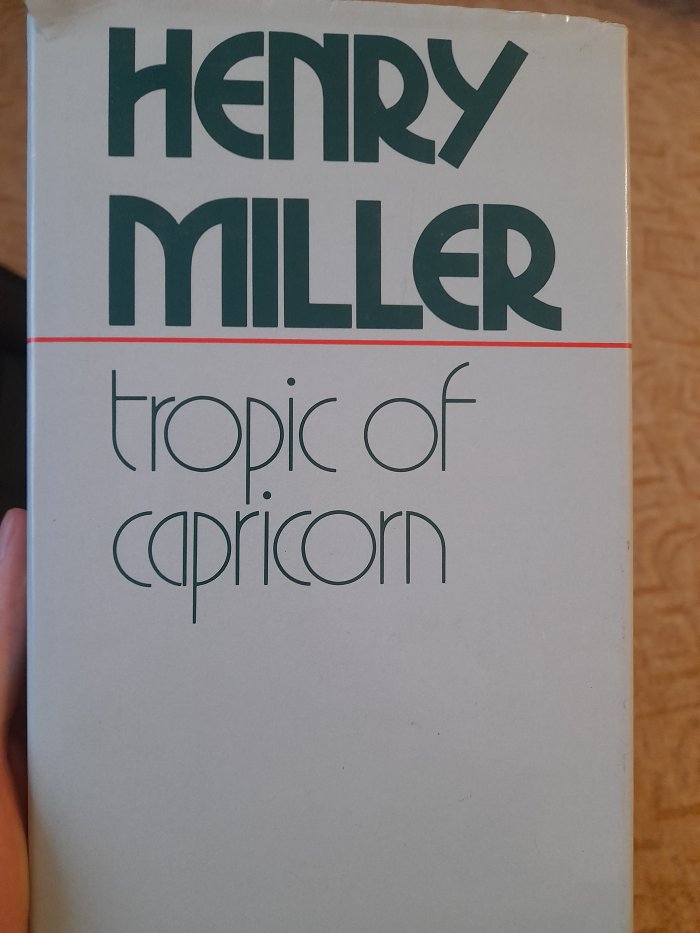 HENRY
MILLER
tropic of
capricorn